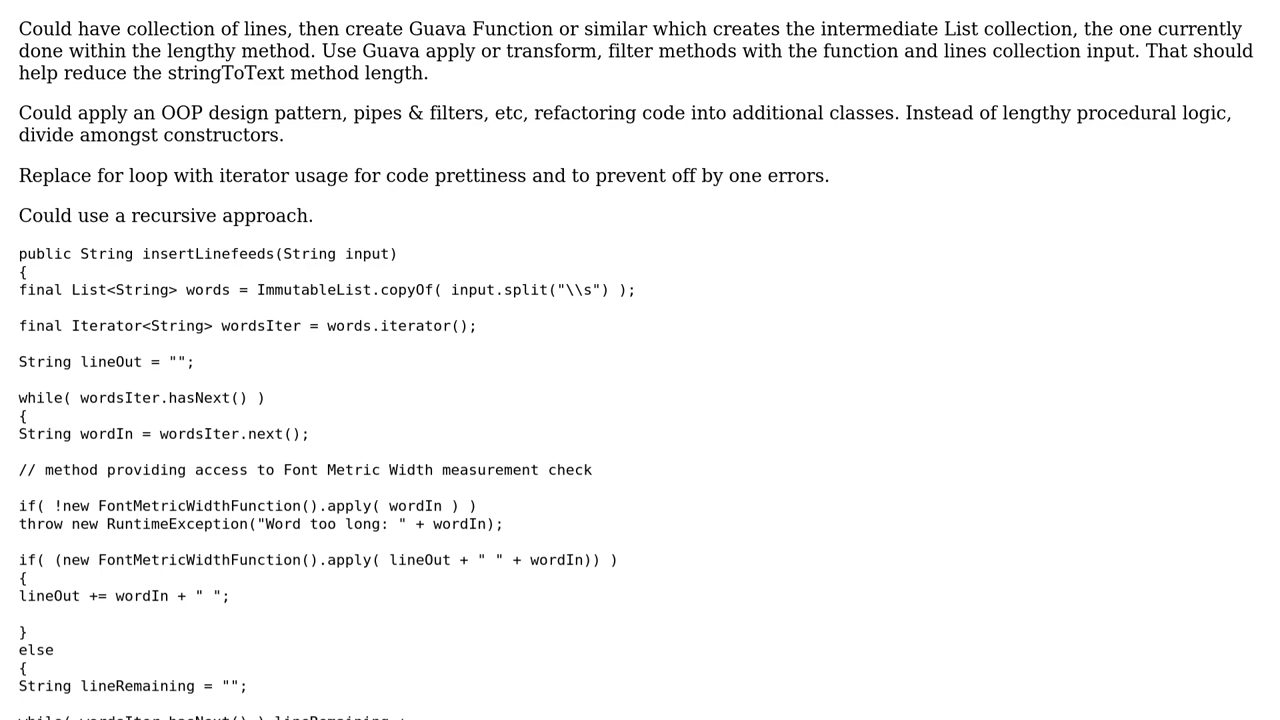 Could have collection of lines, then create Guava Function or similar which creates the intermediate List collection, the one currently
done within the lengthy method. Use Guava apply or transform, filter methods with the function and lines collection input. That should
help reduce the stringToText method length.
Could apply an OOP design pattern, pipes & filters, etc, refactoring code into additional classes. Instead of lengthy procedural logic,
divide amongst constructors.
Replace for loop with iterator usage for code prettiness and to prevent off by one errors.
Could use a recursive approach.
public String insertLinefeeds(String input)
{
final List<String> words = ImmutableList.copyOf( input.split("\\s") );
final Iterator<String> wordsIter = words.iterator();
String lineOut = "";
while( wordsIter.hasNext() )
{
String wordIn = wordsIter.next();
// method providing access to Font Metric Width measurement check
if( !new FontMetricWidthFunction().apply( wordIn ) )
throw new RuntimeException("Word too long: " + wordIn);
if( (new FontMetricWidthFunction().apply( lineOut + " " + wordIn)) )
{
lineOut += wordIn + " ";
}
else
{
String lineRemaining = "";